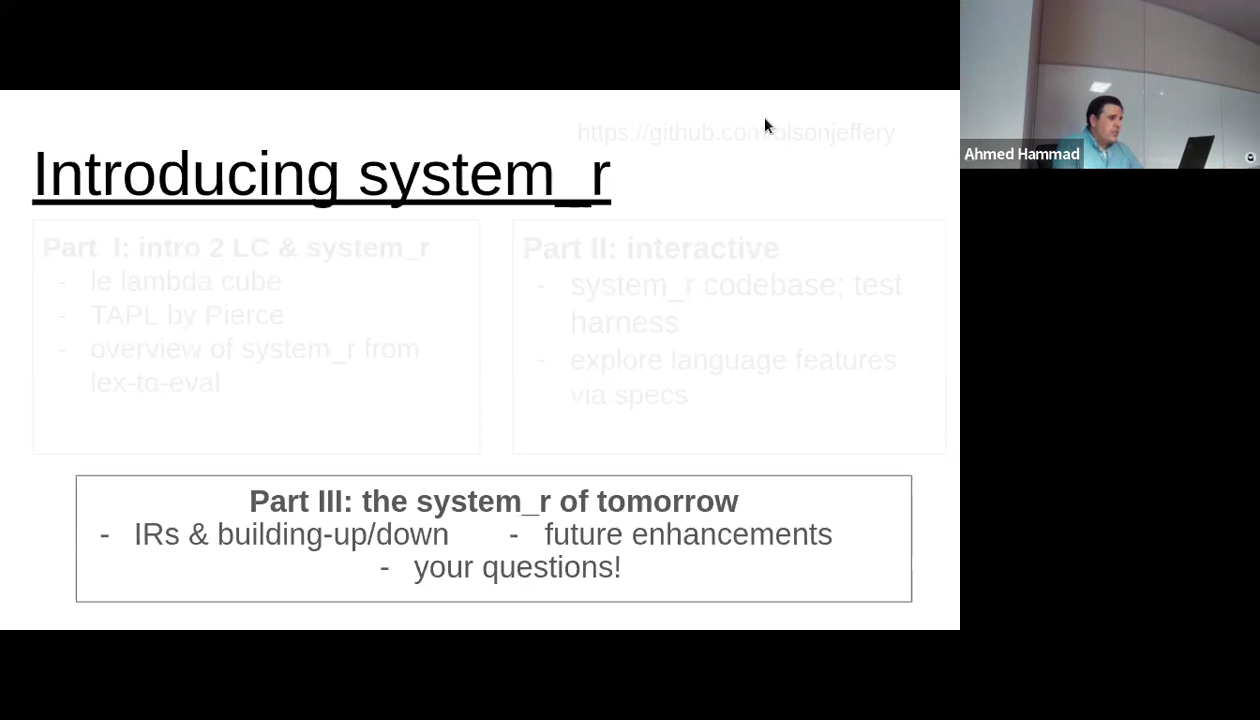 https://github.com/olsonjeffery
Ahmed Hammad
Introducing system_r
Part I: intro 2 LC & system_r
- le lambda cube
- TAPL by Pierce
- overview of system_r from
lex-to-eval
Part II: interactive
- system_r codebase; test
harness
- explore language features
via specs
Part III: the system_r of tomorrow
- IRs & building-up/down - future enhancements
- your questions!